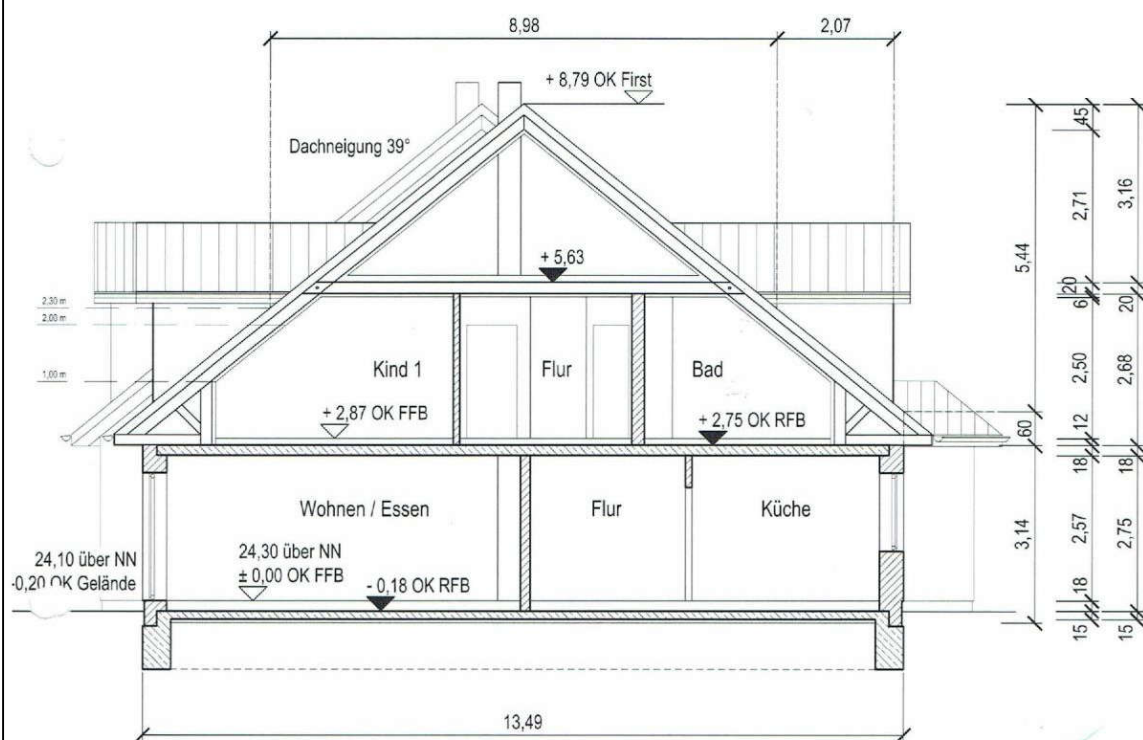 8,98
2,07
+ 8,79 OK First
Dachneigung 39°
+ 5,63
2.30 m
2,00 m
1,00 m
Kind 1
Flur
Bad
+ 2,87 OK FFB
+ 2,75 OK RFB
Wohnen / Essen
Flur
Küche
24,10 über NN
-0,20 OK Gelände
24,30 über NN
± 0,00 OK FFB
- 0,18 OK RFB
13,49
5,44
60
3,14
45
2,71
20
6
2,50
12
18
2,57
18
15
3,16
20
2,68
18
2,75
15